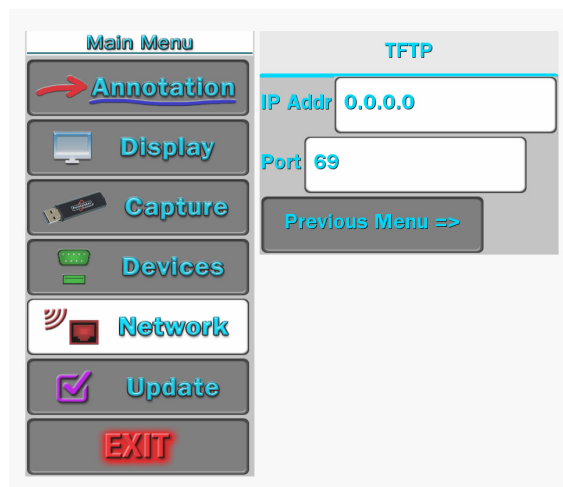 Main Menu
Annotation
Display
Capture
Devices
Network
Update
EXIT
TFTP
IP Addr 0.0.0.0
Port 69
Previous Menu =>